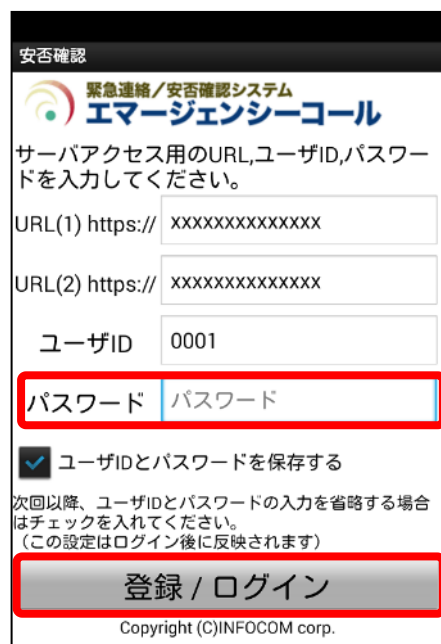 安否確認
緊急連絡/安否確認システム
エマージェンシーコール
サーバアクセス用のURL,ユーザID,パスワー
ドを入力してください。
URL(1) https:// xxxxxxxxxxxxxx
URL(2) https:// xxxxxxxxxxxxxx
ユーザID 0001
パスワード パスワード
ユーザIDとパスワードを保存する
次回以降、ユーザIDとパスワードの入力を省略する場合
はチェックを入れてください。
（この設定はログイン後に反映されます）
登録 / ログイン
Copyright (C)INFOCOM corp.